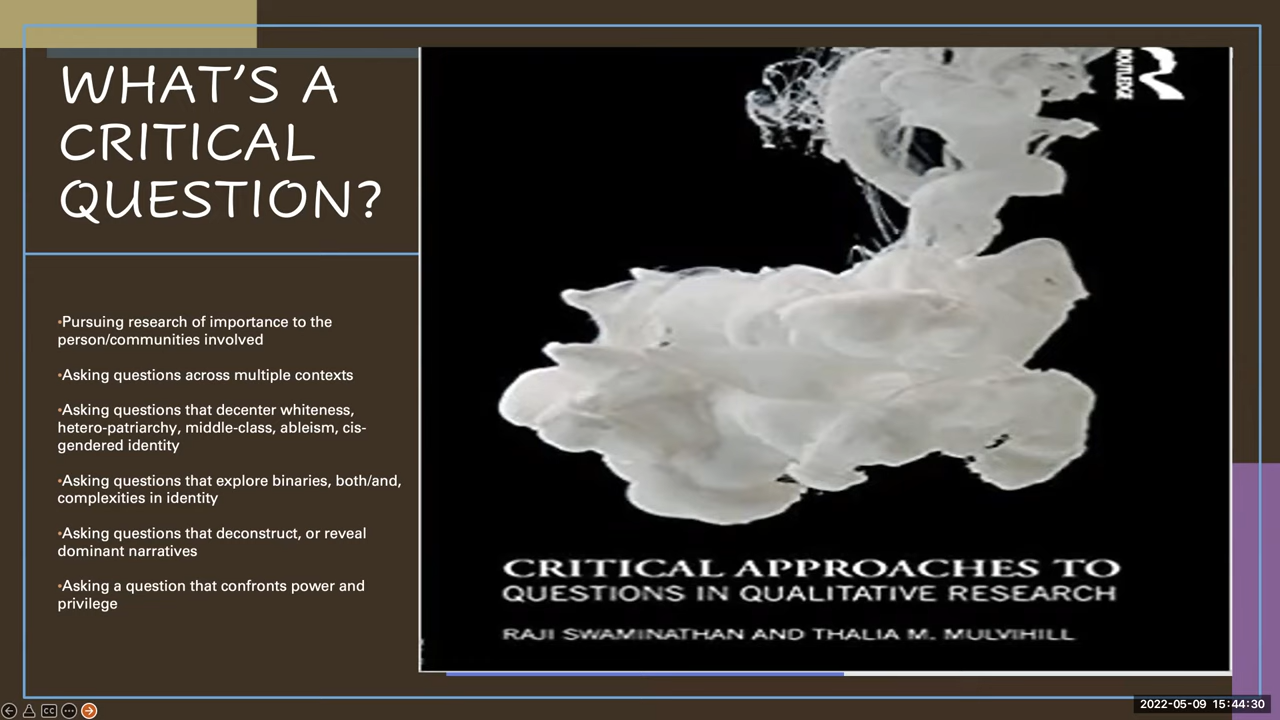 WHAT'S A
CRITICAL
QUESTION?
•Pursuing research of importance to the
person/communities involved
•Asking questions across multiple contexts
•Asking questions that decenter whiteness,
hetero-patriarchy, middle-class, ableism, cis-
gendered identity
•Asking questions that explore binaries, both/and,
complexities in identity
•Asking questions that deconstruct, or reveal
dominant narratives
•Asking a question that confronts power and
privilege
ROUTLEDGE
CRITICAL APPROACHES TO
QUESTIONS IN QUALITATIVE RESEARCH
RAJI SWAMINATHAN AND THALIA M. MULVIHILL
CC
2022-05-09 15:44:30